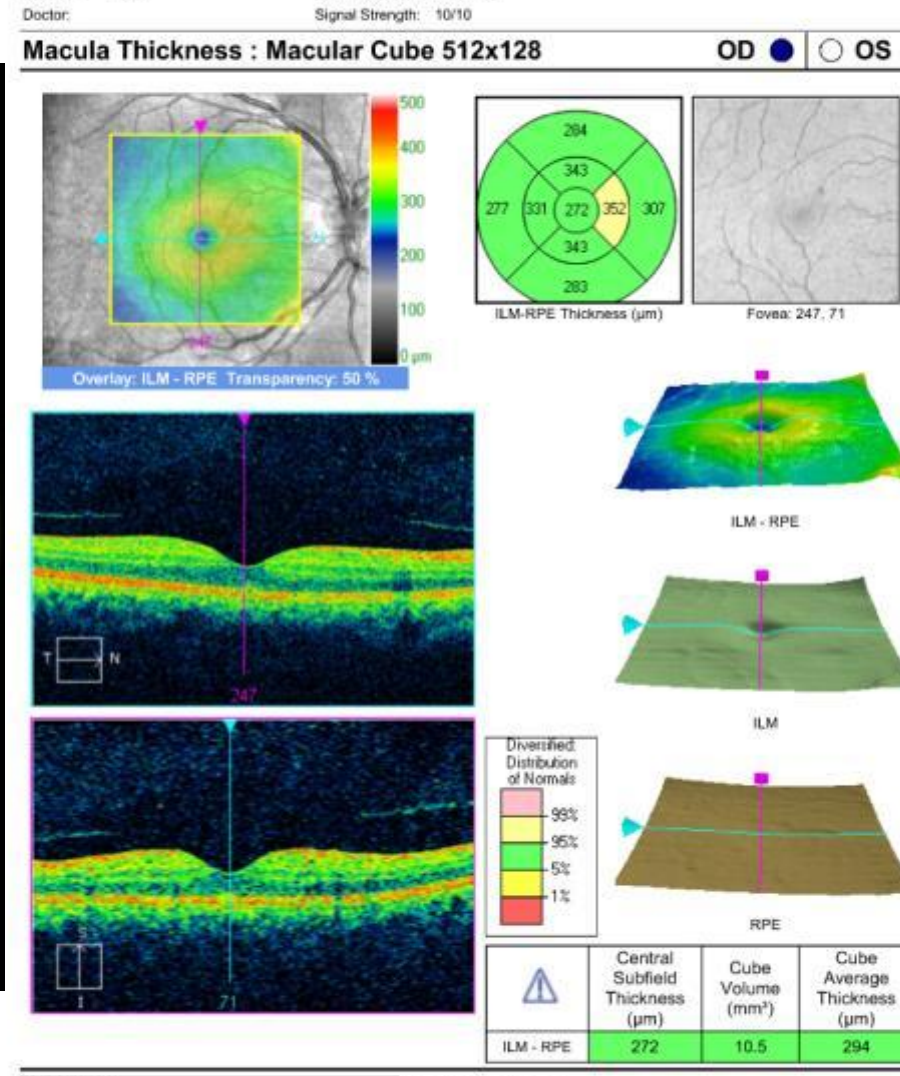 Doctor: Signal Strength: 10/10
Macula Thickness : Macular Cube 512x128 OD OS
500
400
300
200
100
0 µm
247
Overlay: ILM - RPE Transparency: 50 %
284
343
277 331 272 352 307
343
283
ILM-RPE Thickness (µm)
Fovea: 247, 71
ILM - RPE
T N
247
ILM
Diversified:
Distribution
of Normals
99%
95%
5%
1%
S
I
71
RPE
Central Subfield Thickness (µm)
Cube Volume (mm³)
Cube Average Thickness (µm)
ILM - RPE 272 10.5 294